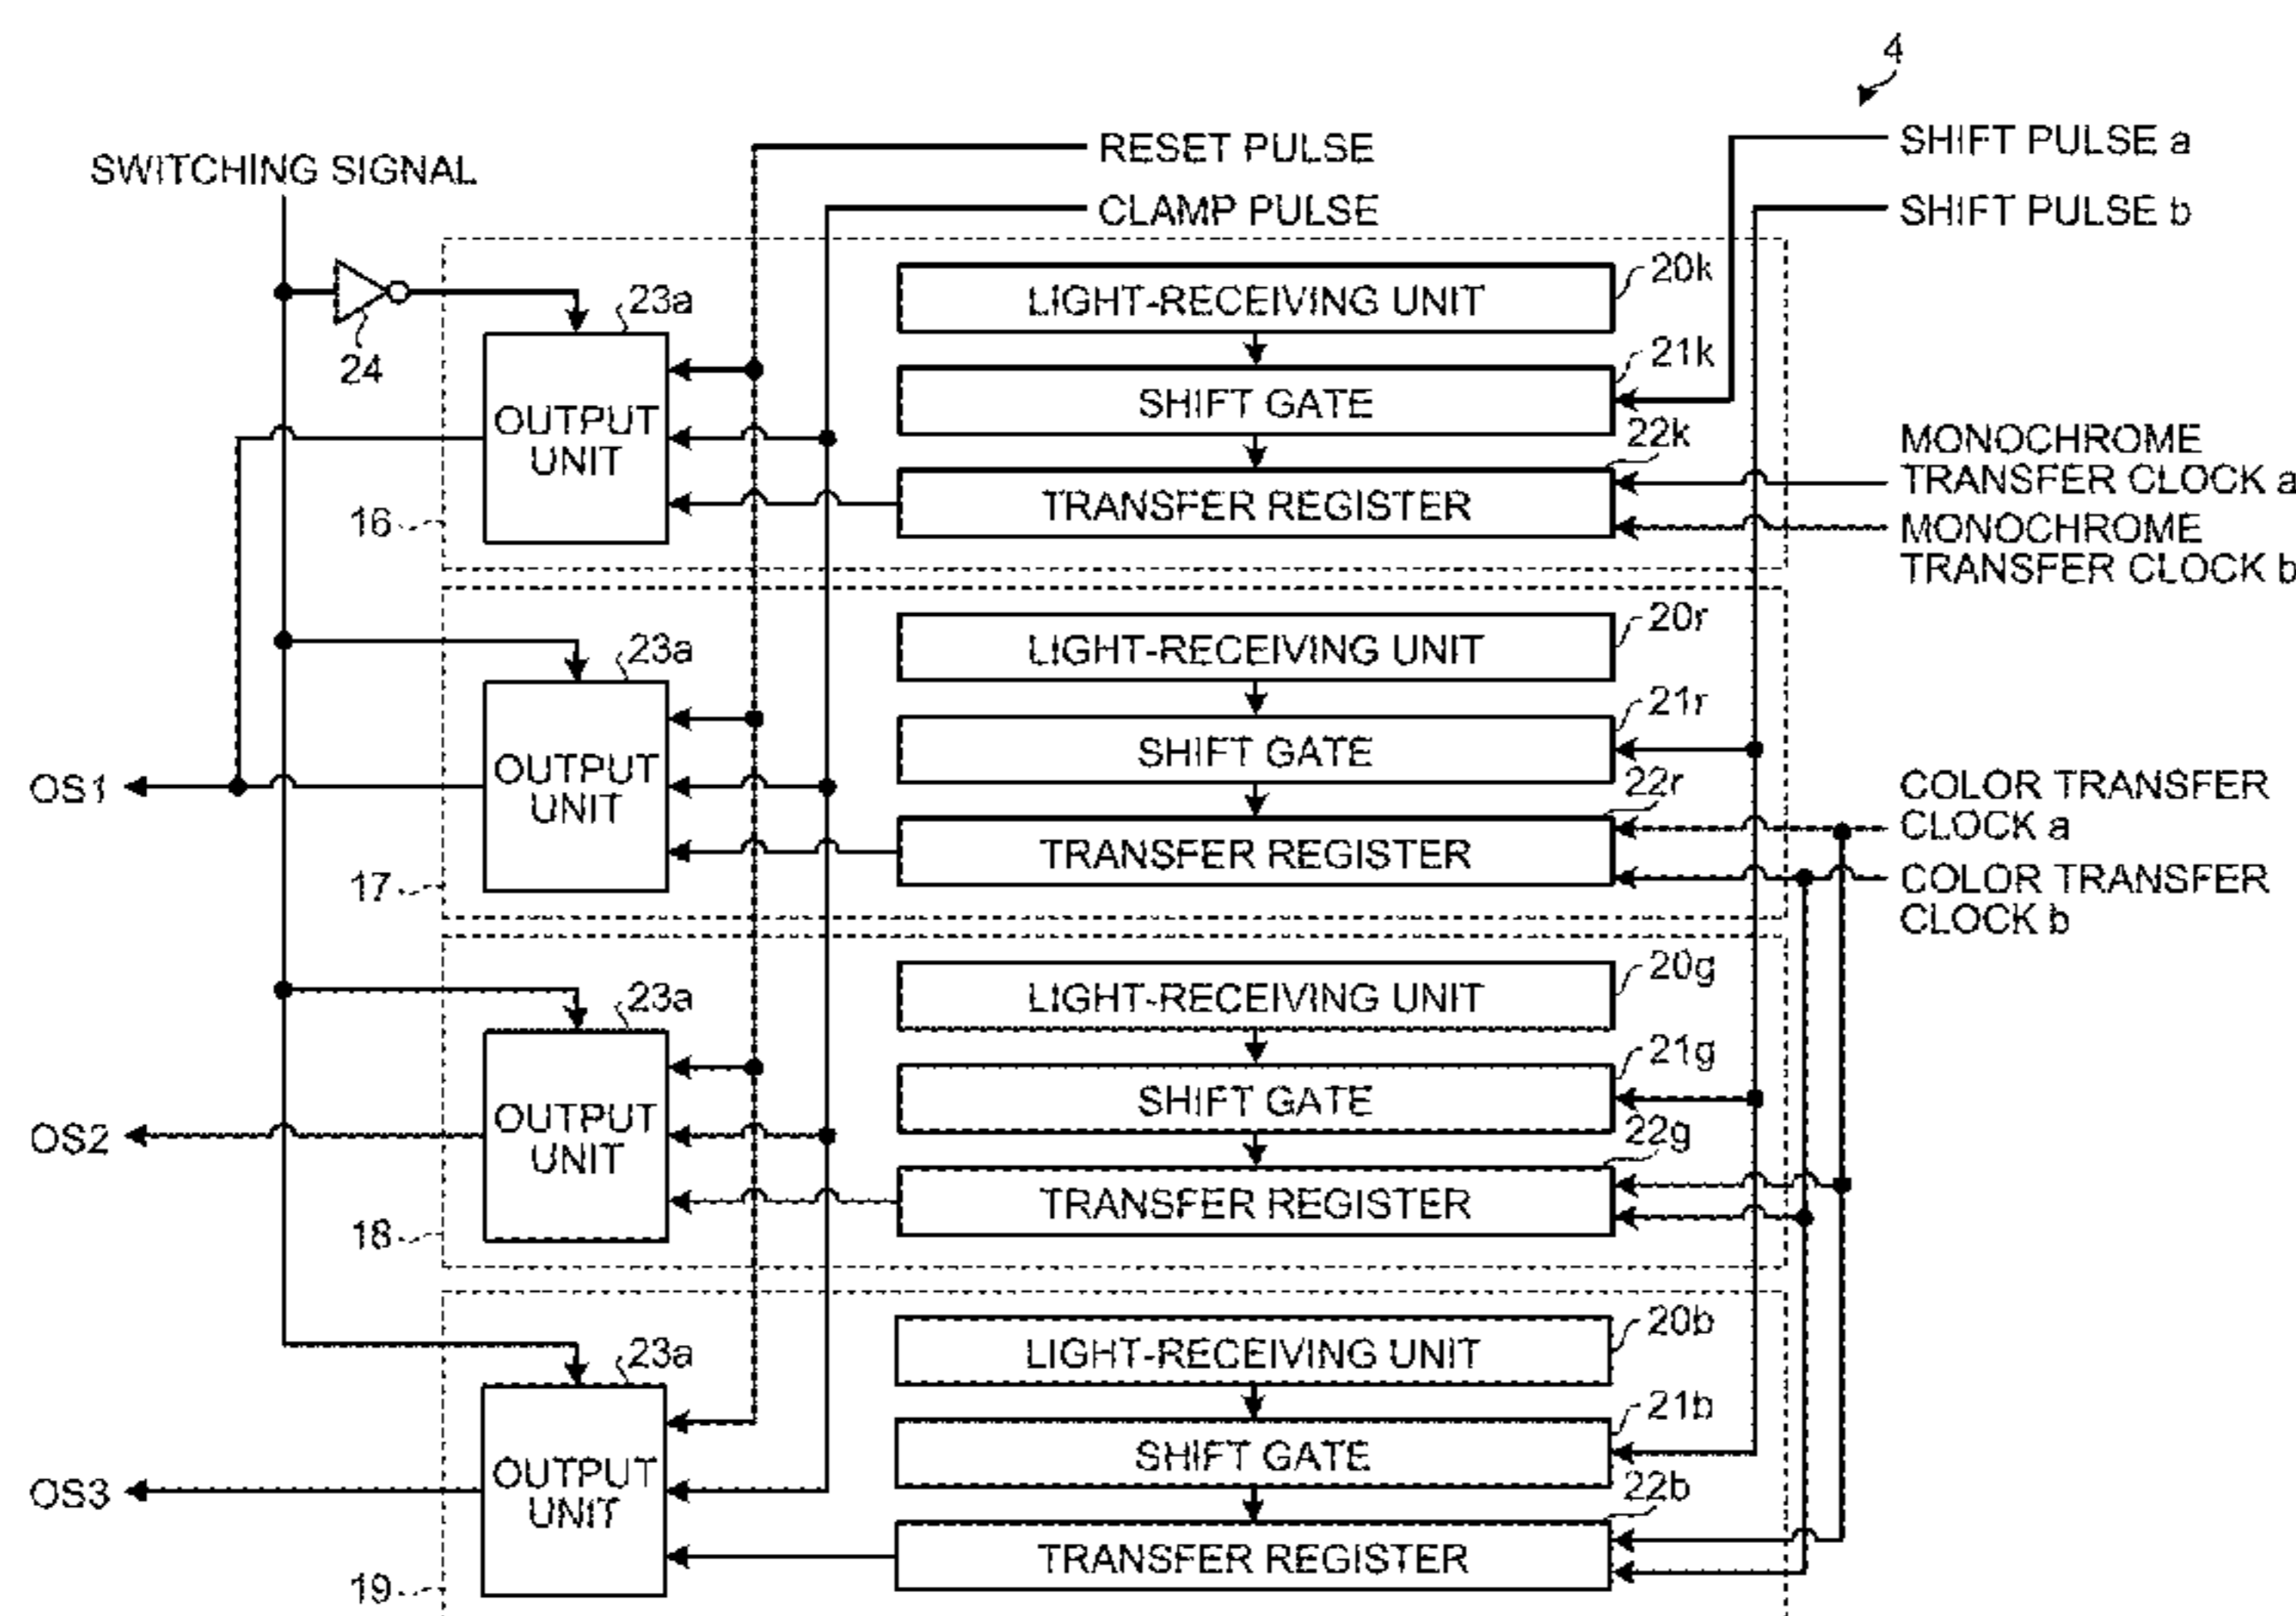 4
RESET PULSE
SHIFT PULSE a
SWITCHING SIGNAL
CLAMP PULSE
SHIFT PULSE b
20k
LIGHT-RECEIVING UNIT
23a
21k
24
SHIFT GATE
OUTPUT
UNIT
22k
MONOCHROME
TRANSFER CLOCK a
TRANSFER REGISTER
16
MONOCHROME
TRANSFER CLOCK b
20r
LIGHT-RECEIVING UNIT
23a
21r
SHIFT GATE
OUTPUT
UNIT
22r
OS1
COLOR TRANSFER
CLOCK a
TRANSFER REGISTER
17
COLOR TRANSFER
CLOCK b
20g
LIGHT-RECEIVING UNIT
23a
21g
SHIFT GATE
OUTPUT
UNIT
22g
OS2
TRANSFER REGISTER
18
20b
LIGHT-RECEIVING UNIT
23a
21b
SHIFT GATE
OUTPUT
UNIT
22b
OS3
TRANSFER REGISTER
19